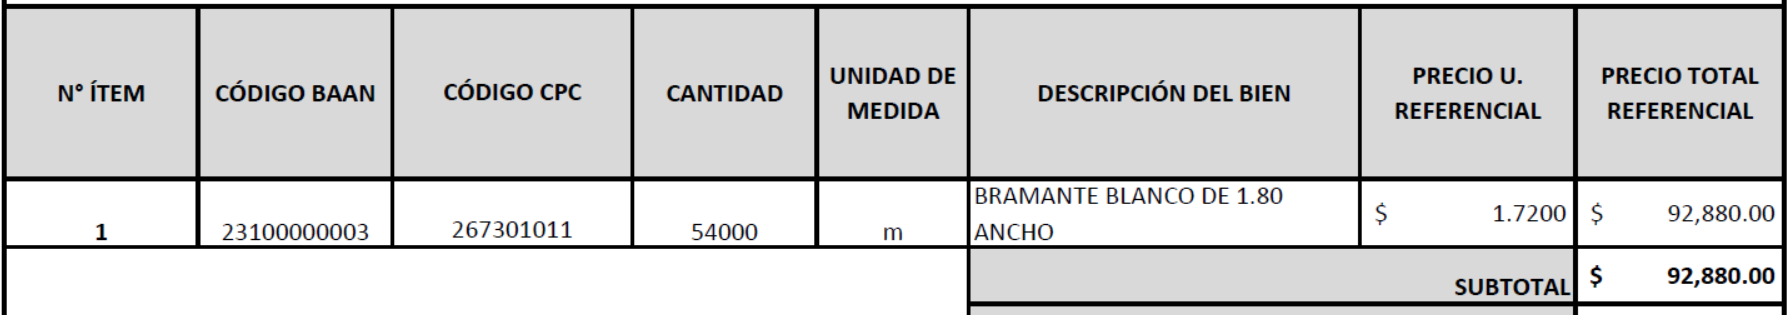 N° ÍTEM CÓDIGO BAAN CÓDIGO CPC CANTIDAD UNIDAD DE MEDIDA DESCRIPCIÓN DEL BIEN PRECIO U. REFERENCIAL PRECIO TOTAL REFERENCIAL
1 23100000003 267301011 54000 m BRAMANTE BLANCO DE 1.80 ANCHO $ 1.7200 $ 92,880.00
SUBTOTAL $ 92,880.00